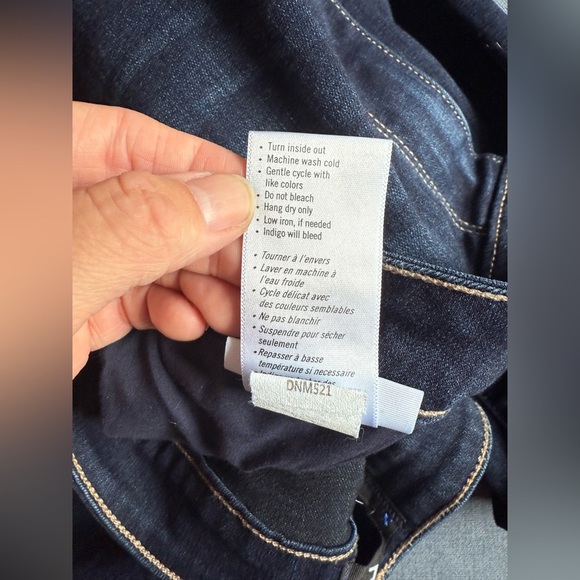 • Turn inside out
• Machine wash cold
• Gentle cycle with
like colors
• Do not bleach
• Hang dry only
• Low iron, if needed
• Indigo will bleed
• Tourner à l'envers
• Laver en machine à
l'eau froide
• Cycle délicat avec
des couleurs semblables
• Ne pas blanchir
• Suspendre pour sécher
seulement
• Repasser à basse
température si necessaire
DNM521